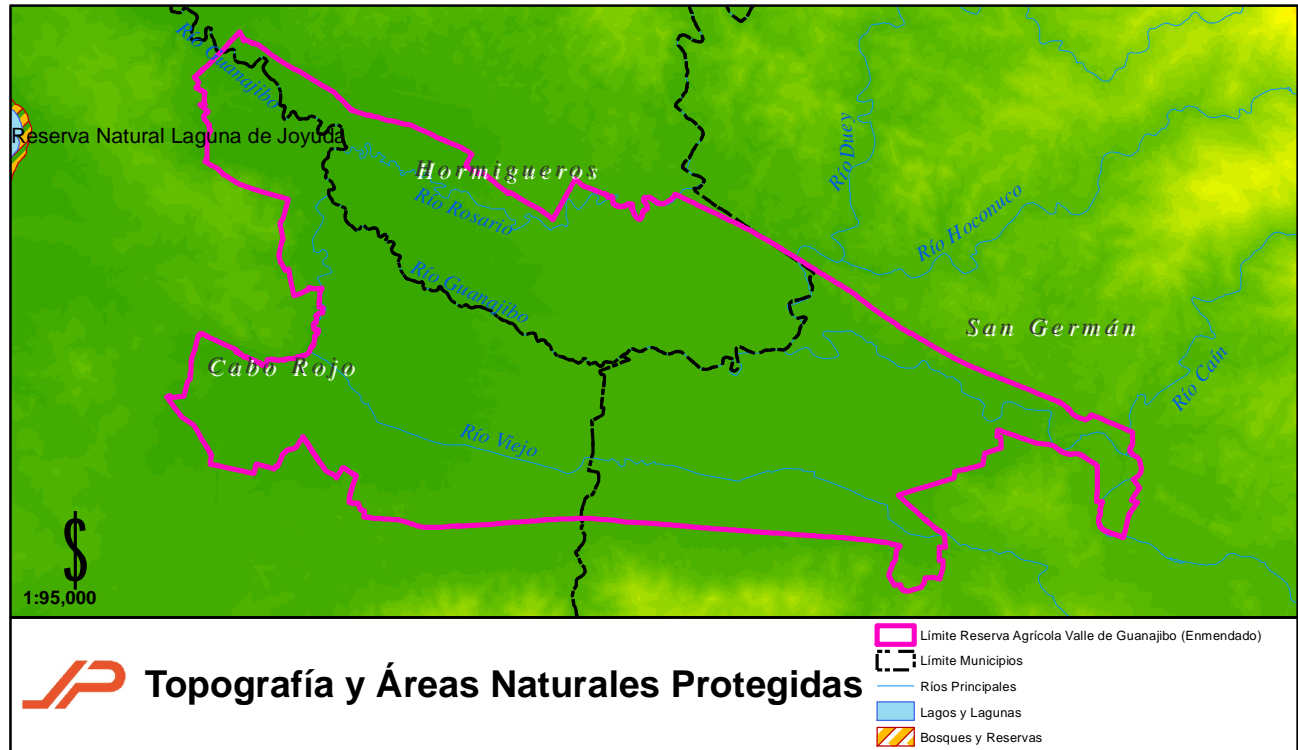 Río Guanajibo
Reserva Natural Laguna de Joyuda
Hormigueros
Río Duey
Río Rosario
Río Hoconuco
Río Guanajibo
San Germán
Cabo Rojo
Río Caín
Río Viejo
$
1:95,000
Topografía y Áreas Naturales Protegidas
Límite Reserva Agrícola Valle de Guanajibo (Enmendado)
Límite Municipios
Ríos Principales
Lagos y Lagunas
Bosques y Reservas